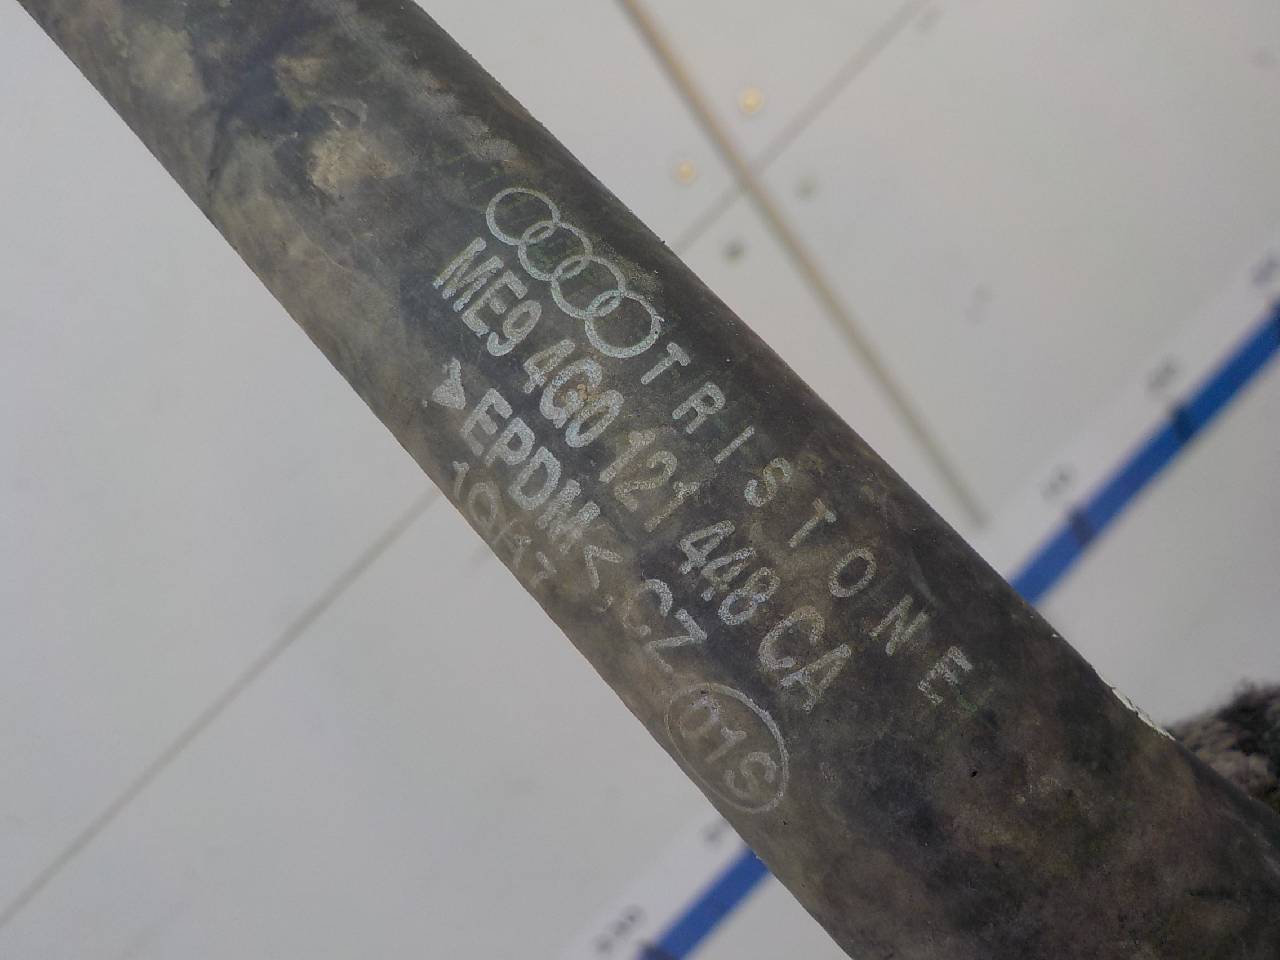 TRISTONE
ME9 4G0 121 448 CA
>EPDM< CZ 01S